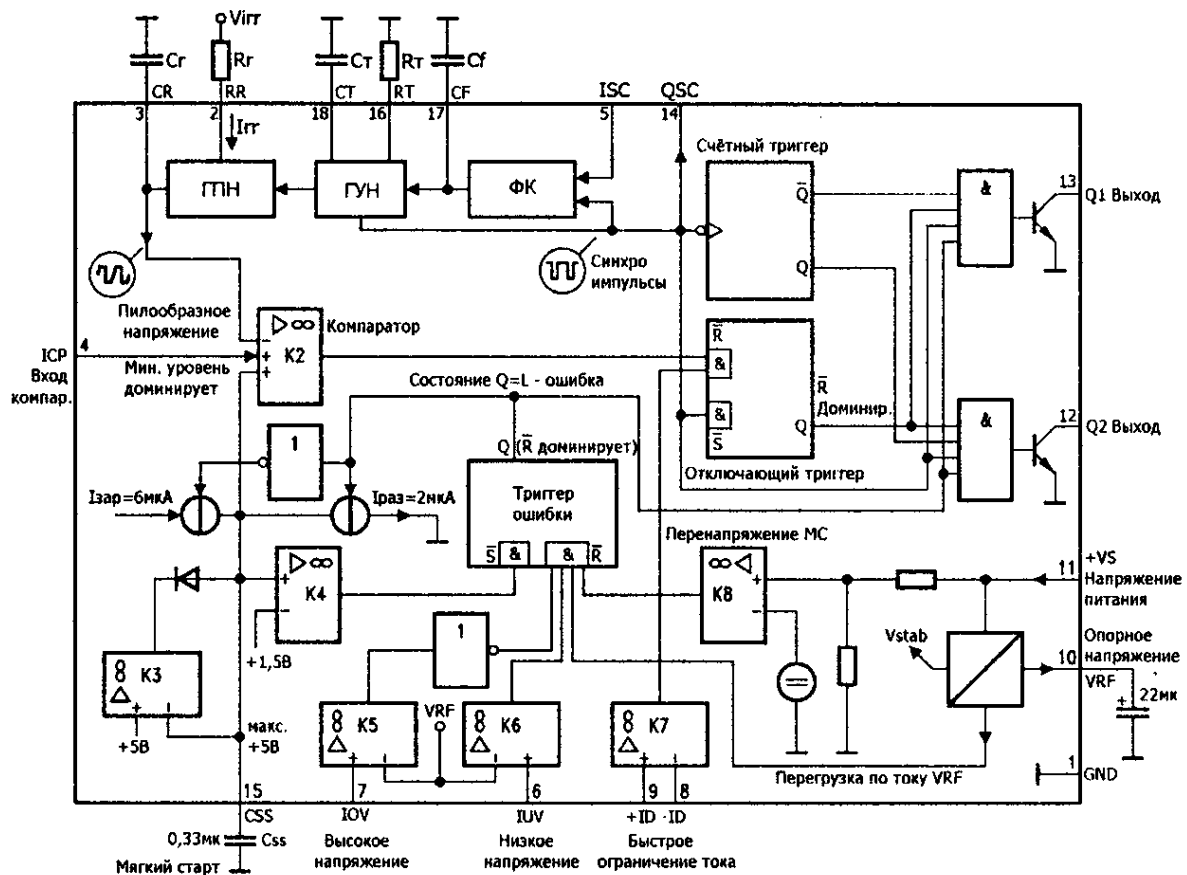 Virr
Cr
Rr
Cт
Rт
Cf
CR
RR
CT
RT
CF
ISC
QSC
3
2
18
16
17
5
14
Irr
Счётный триггер
ГПН
ГУН
ФК
Q̅
&
13
Q1 Выход
Синхро
импульсы
Q
Пилообразное
напряжение
∞
Компаратор
K2
ICP
4
Вход
компар.
Мин. уровень
доминирует
R̅
&
Состояние Q=L - ошибка
R̅
Доминир.
Q
&
S̅
&
12
Q2 Выход
1
Q (R̅ доминирует)
Отключающий триггер
Iзар=6мкА
Iраз=2мкА
Триггер
ошибки
S̅
&
&
R̅
Перенапряжение МС
∞
K4
∞
K8
11
+VS
Напряжение
питания
+1,5В
1
Vstab
Опорное
напряжение
10
VRF
22мк
8
K3
+5В
макс.
+5В
8
K5
VRF
8
K6
8
K7
Перегрузка по току VRF
1
GND
15
7
6
9
8
CSS
IOV
IUV
+ID
-ID
0,33мк
Css
Мягкий старт
Высокое
напряжение
Низкое
напряжение
Быстрое
ограничение тока